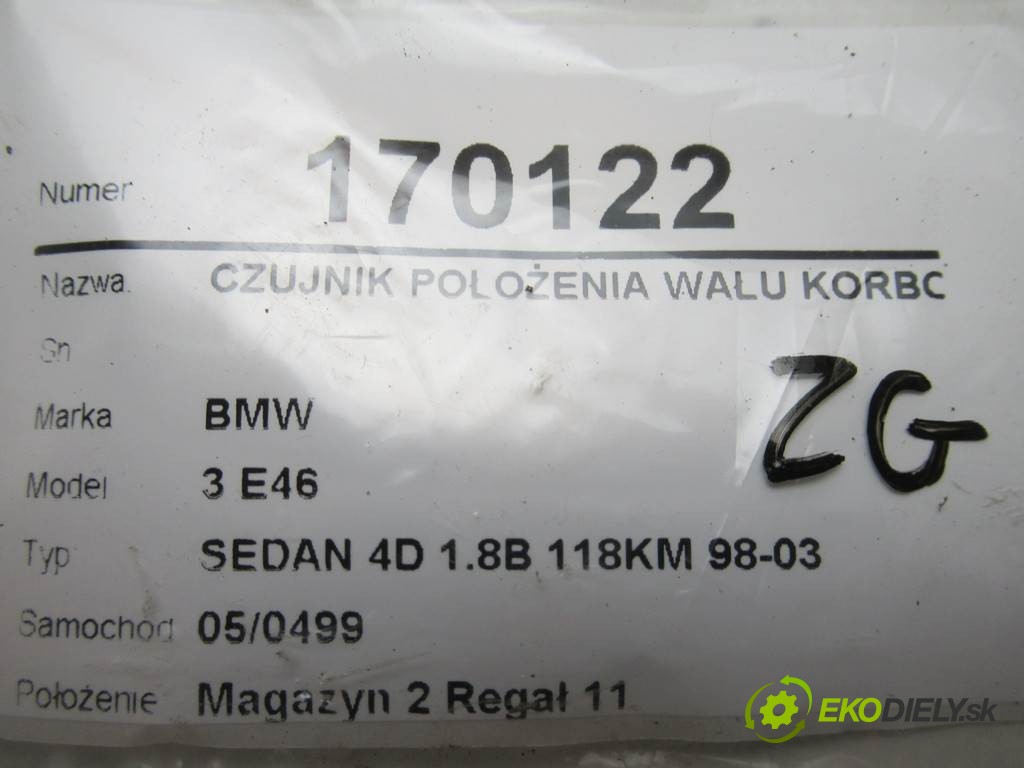 Numer 170122
Nazwa. CZUJNIK POŁOŻENIA WAŁU KORBC
Sn
Marka BMW
Model 3 E46
Typ SEDAN 4D 1.8B 118KM 98-03
Samochód 05/0499
Położenie Magazyn 2 Regał 11
ZG
EKODIELY.sk